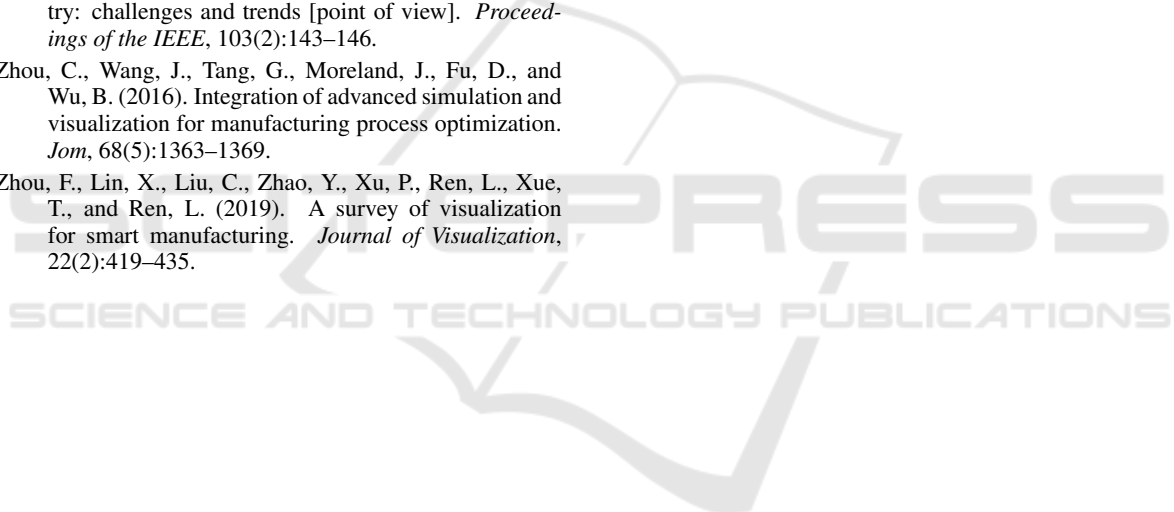 try: challenges and trends [point of view]. Proceed-
ings of the IEEE, 103(2):143–146.
Zhou, C., Wang, J., Tang, G., Moreland, J., Fu, D., and
Wu, B. (2016). Integration of advanced simulation and
visualization for manufacturing process optimization.
Jom, 68(5):1363–1369.
Zhou, F., Lin, X., Liu, C., Zhao, Y., Xu, P., Ren, L., Xue,
T., and Ren, L. (2019). A survey of visualization
for smart manufacturing. Journal of Visualization,
22(2):419–435.
SCITEPRESS
SCIENCE AND TECHNOLOGY PUBLICATIONS